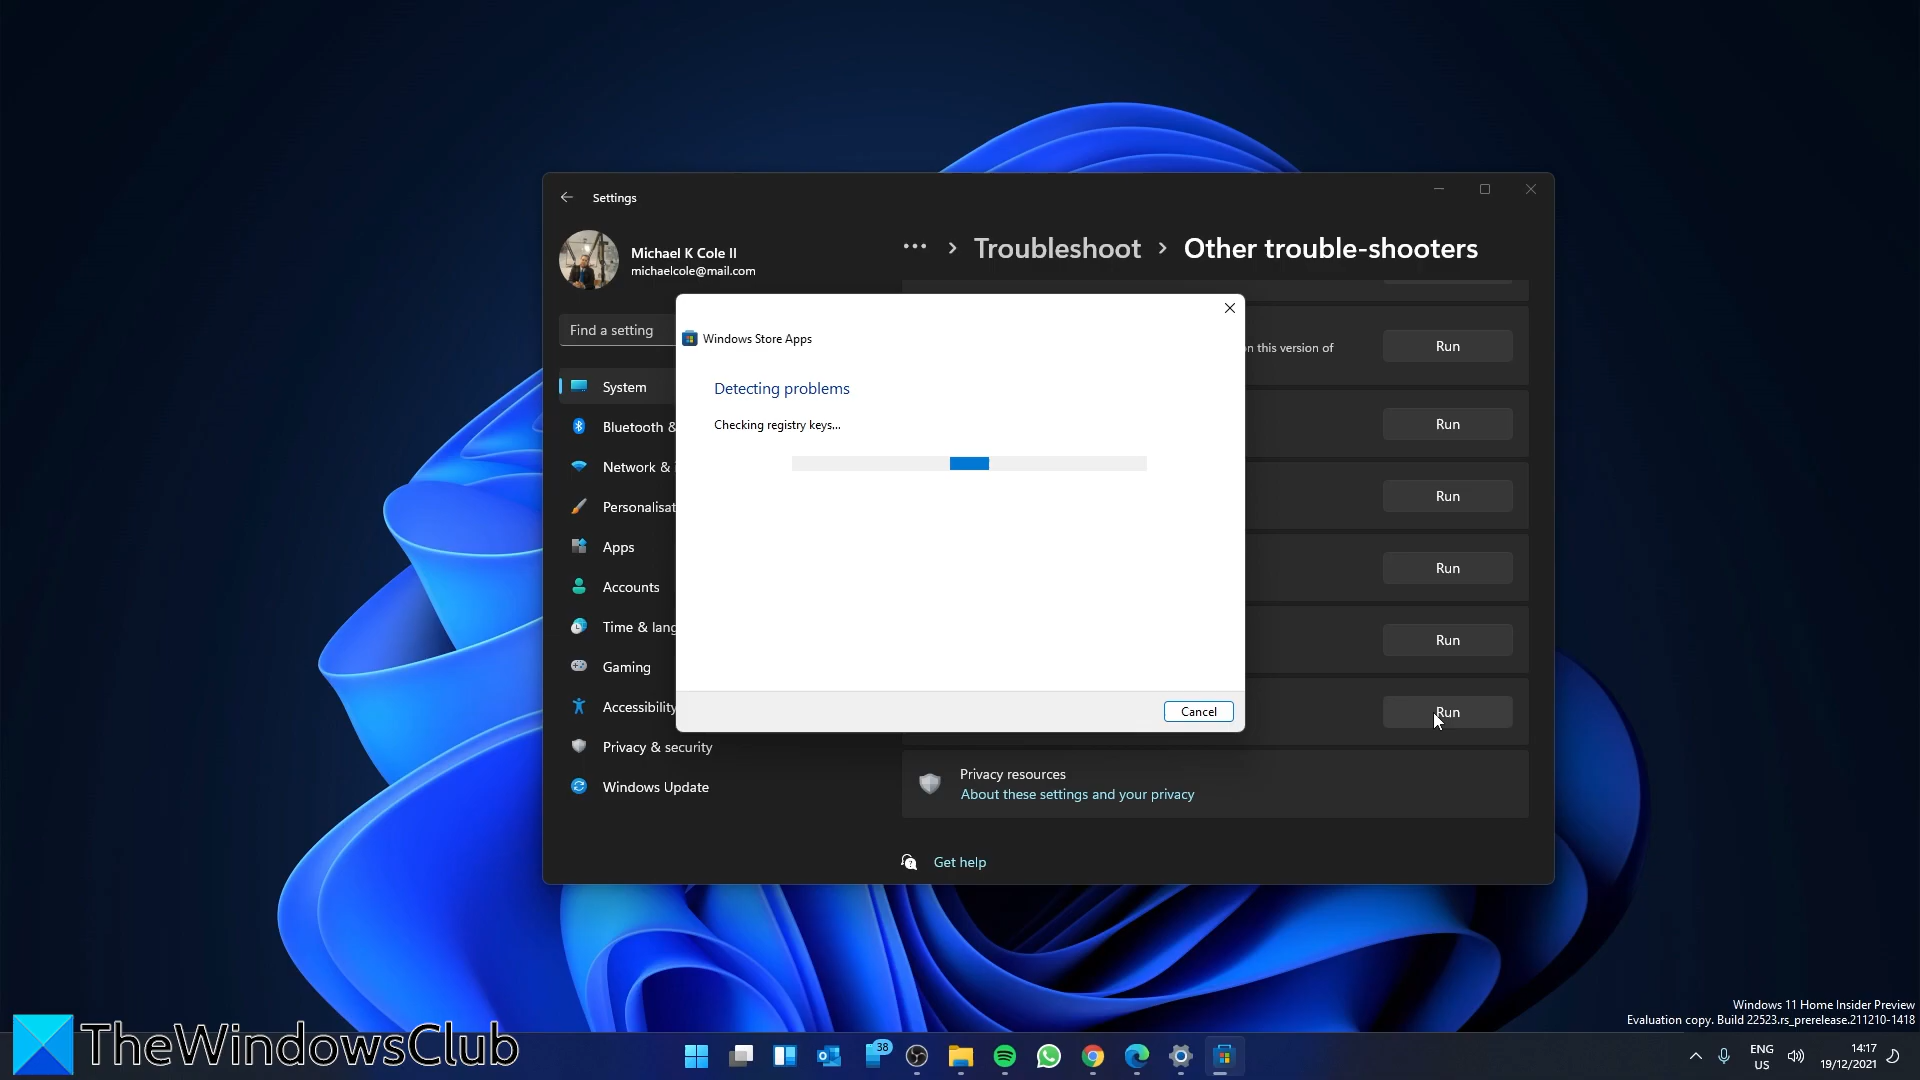 Settings
Michael K Cole II
michaelcole@mail.com
Find a setting
System
Bluetooth &
Network &
Personalisat
Apps
Accounts
Time & lang
Gaming
Accessibility
Privacy & security
Windows Update
··· > Troubleshoot > Other trouble-shooters
n this version of
Run
Run
Run
Run
Run
Run
Windows Store Apps
Detecting problems
Checking registry keys...
Cancel
Privacy resources
About these settings and your privacy
Get help
Windows 11 Home Insider Preview
Evaluation copy. Build 22523.rs_prerelease.211210-1418
TheWindowsClub
38
ENG
US
14:17
19/12/2021